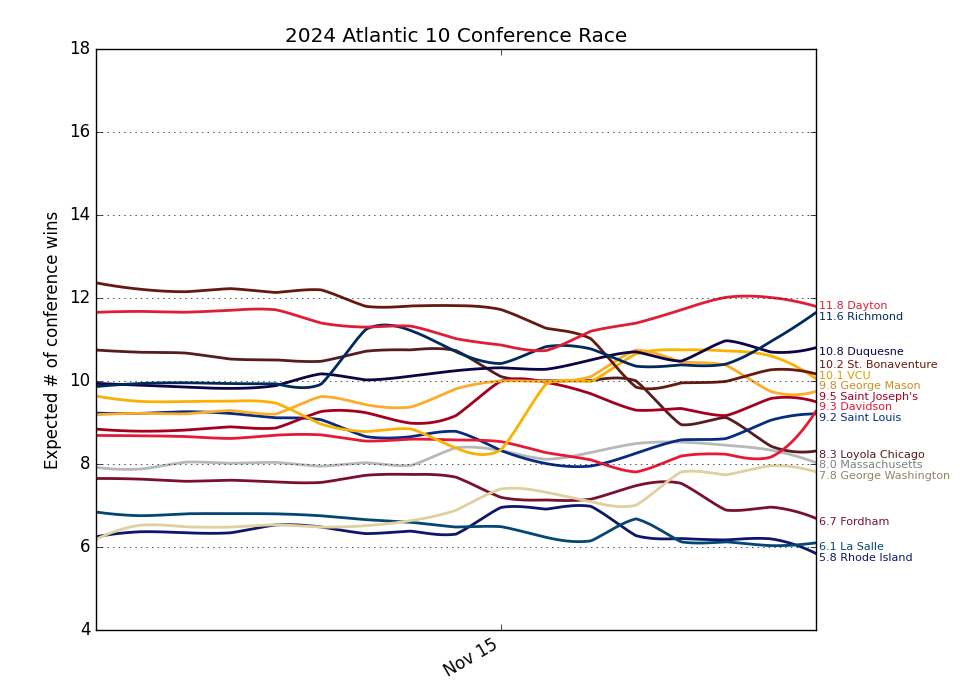 2024 Atlantic 10 Conference Race
Expected # of conference wins
18
16
14
12
10
8
6
4
Nov 15
11.8 Dayton
11.6 Richmond
10.8 Duquesne
10.2 St. Bonaventure
10.1 VCU
9.8 George Mason
9.5 Saint Joseph's
9.3 Davidson
9.2 Saint Louis
8.3 Loyola Chicago
8.0 Massachusetts
7.8 George Washington
6.7 Fordham
6.1 La Salle
5.8 Rhode Island